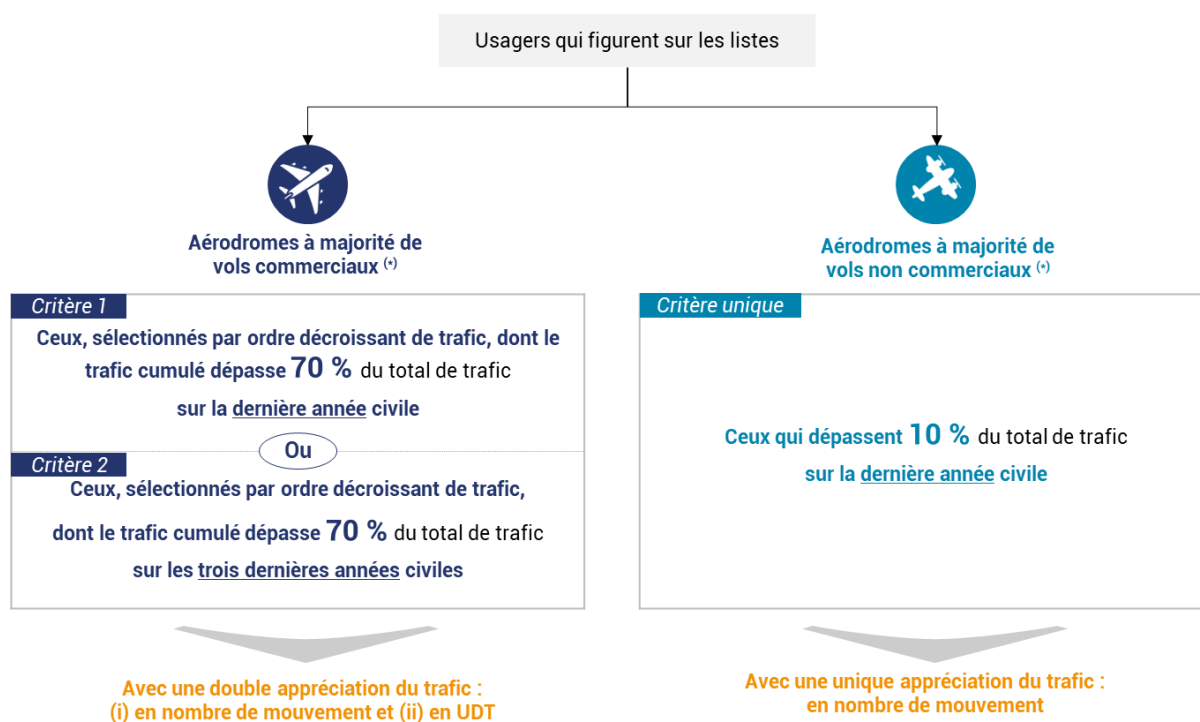 Usagers qui figurent sur les listes
Aérodromes à majorité de
vols commerciaux (*)
Critère 1
Ceux, sélectionnés par ordre décroissant de trafic, dont le
trafic cumulé dépasse 70 % du total de trafic
sur la dernière année civile
Ou
Critère 2
Ceux, sélectionnés par ordre décroissant de trafic,
dont le trafic cumulé dépasse 70 % du total de trafic
sur les trois dernières années civiles
Avec une double appréciation du trafic :
(i) en nombre de mouvement et (ii) en UDT
Aérodromes à majorité de
vols non commerciaux (*)
Critère unique
Ceux qui dépassent 10 % du total de trafic
sur la dernière année civile
Avec une unique appréciation du trafic :
en nombre de mouvement